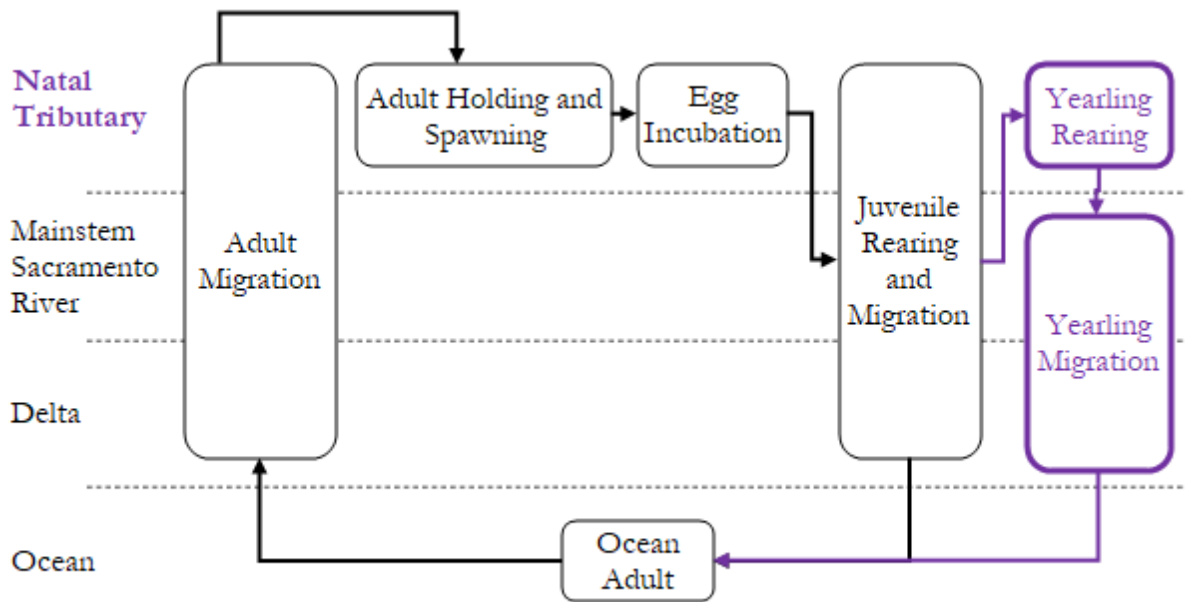 Natal
Tributary
Adult Holding and
Spawning
Egg
Incubation
Yearling
Rearing
Mainstem
Sacramento
River
Adult
Migration
Juvenile
Rearing
and
Migration
Yearling
Migration
Delta
Ocean
Ocean
Adult